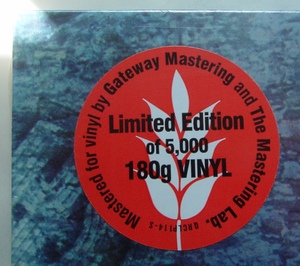 Mastered for vinyl by Gateway Mastering and The Mastering Lab.
Limited Edition
of 5,000
180g VINYL